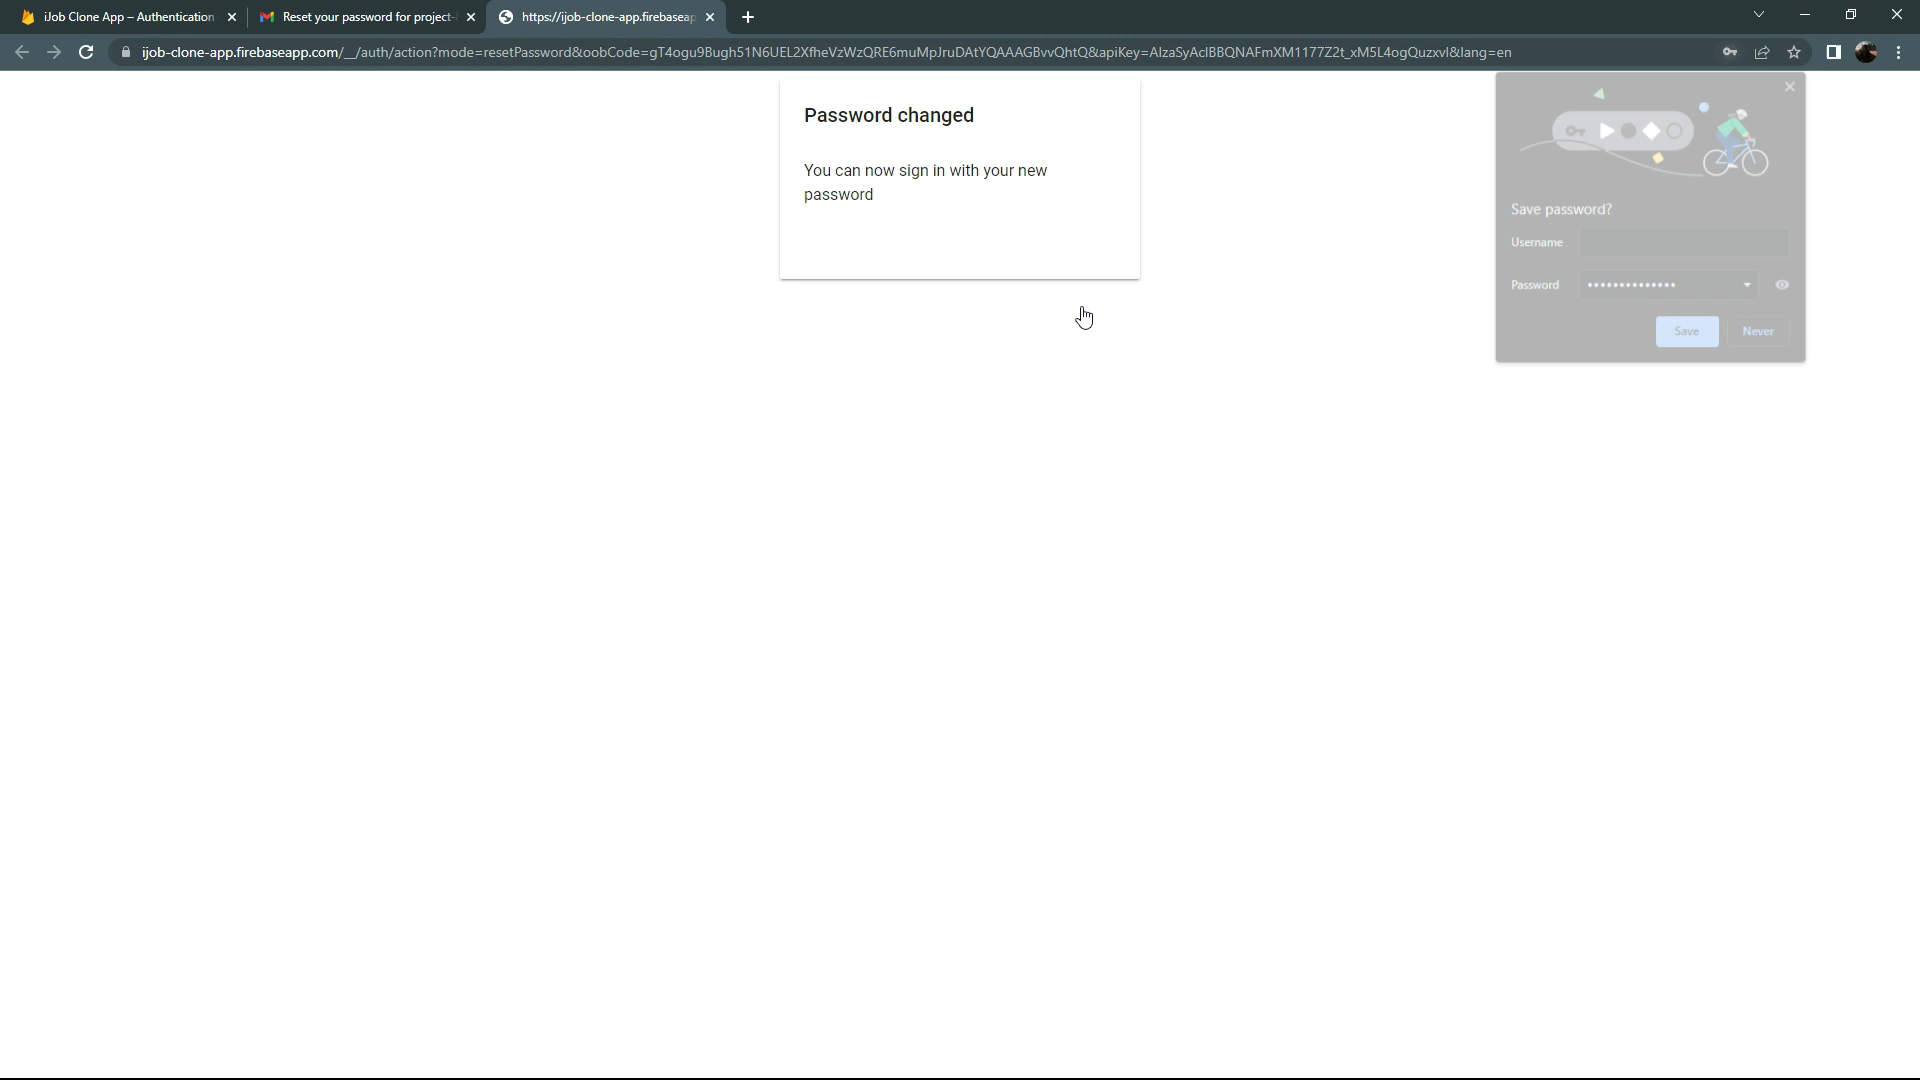 iJob Clone App – Authentication
Reset your password for project-
https://ijob-clone-app.firebaseap
ijob-clone-app.firebaseapp.com/__/auth/action?mode=resetPassword&oobCode=gT4ogu9Bugh51N6UEL2XfheVzWzQRE6muMpJruDAtYQAAAGBvvQhtQ&apiKey=AIzaSyAclBBQNAFmXM1177Z2t_xM5L4ogQuzxvI&lang=en
Password changed
You can now sign in with your new
password
Save password?
Username
Password ••••••••••••••
Save Never